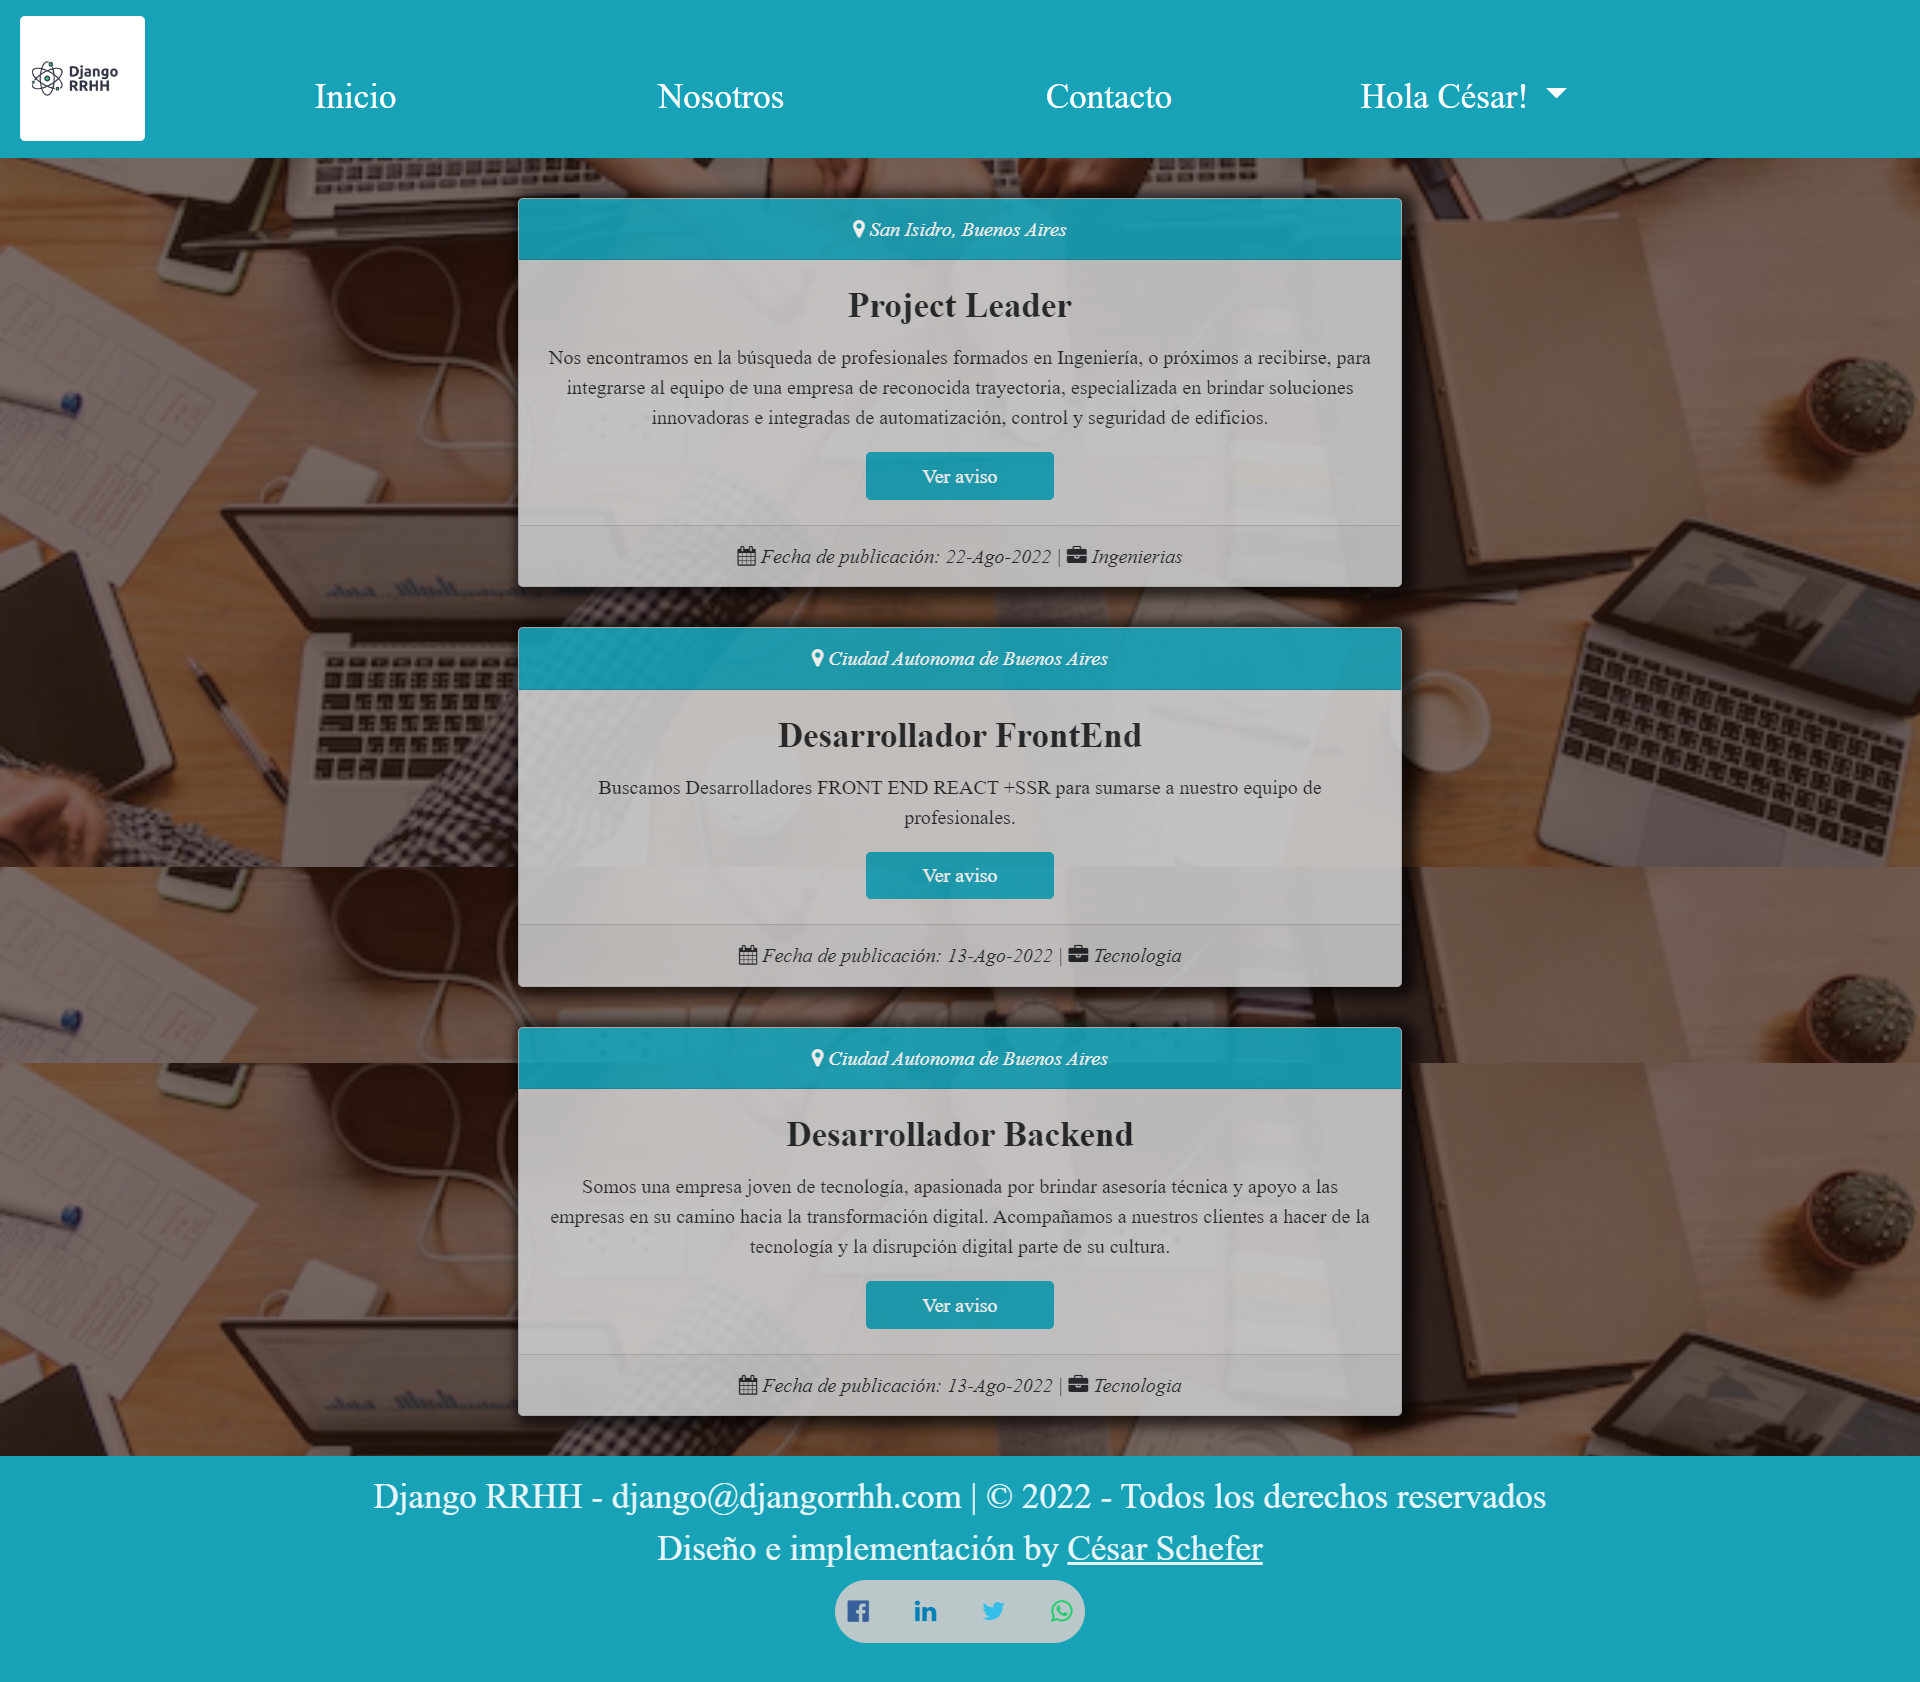 Django
RRHH
Inicio
Nosotros
Contacto
Hola César!
San Isidro, Buenos Aires
Project Leader
Nos encontramos en la búsqueda de profesionales formados en Ingeniería, o próximos a recibirse, para
integrarse al equipo de una empresa de reconocida trayectoria, especializada en brindar soluciones
innovadoras e integradas de automatización, control y seguridad de edificios.
Ver aviso
Fecha de publicación: 22-Ago-2022 | Ingenierias
Ciudad Autonoma de Buenos Aires
Desarrollador FrontEnd
Buscamos Desarrolladores FRONT END REACT +SSR para sumarse a nuestro equipo de
profesionales.
Ver aviso
Fecha de publicación: 13-Ago-2022 | Tecnologia
Ciudad Autonoma de Buenos Aires
Desarrollador Backend
Somos una empresa joven de tecnología, apasionada por brindar asesoría técnica y apoyo a las
empresas en su camino hacia la transformación digital. Acompañamos a nuestros clientes a hacer de la
tecnología y la disrupción digital parte de su cultura.
Ver aviso
Fecha de publicación: 13-Ago-2022 | Tecnologia
Django RRHH - django@djangorrhh.com | © 2022 - Todos los derechos reservados
Diseño e implementación by César Schefer